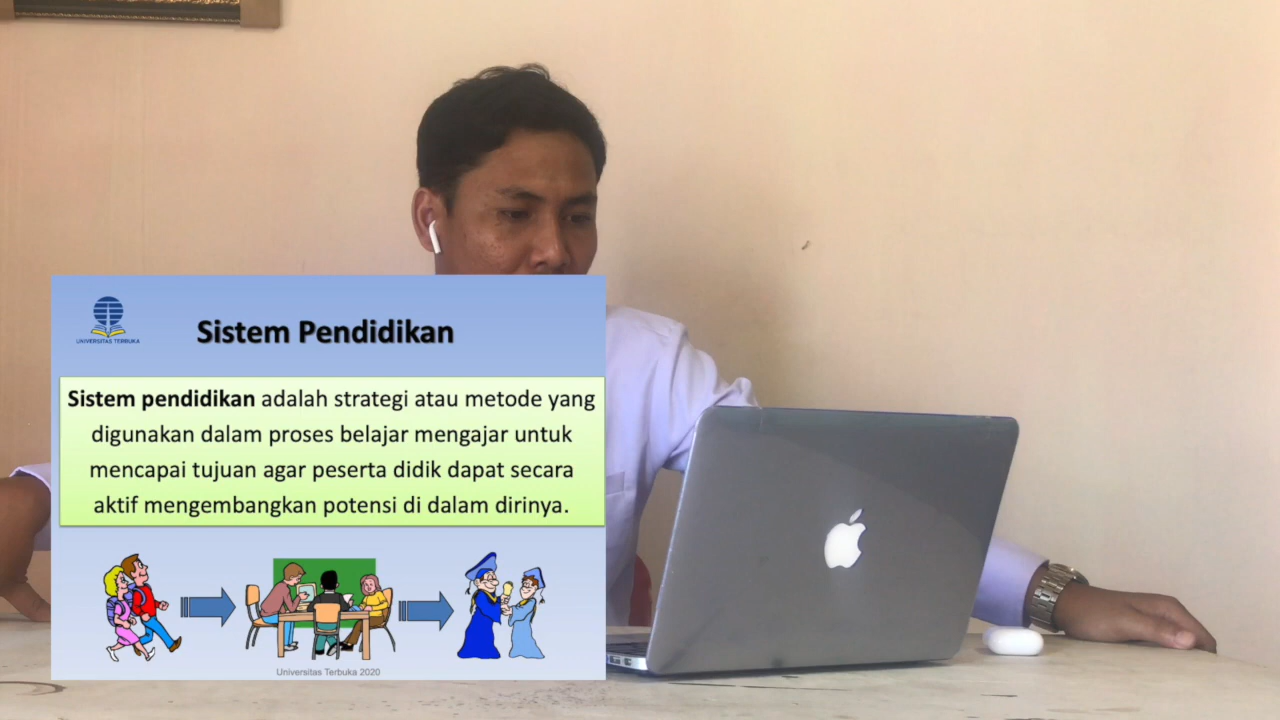 UNIVERSITAS TERBUKA
Sistem Pendidikan
Sistem pendidikan adalah strategi atau metode yang
digunakan dalam proses belajar mengajar untuk
mencapai tujuan agar peserta didik dapat secara
aktif mengembangkan potensi di dalam dirinya.
Universitas Terbuka 2020